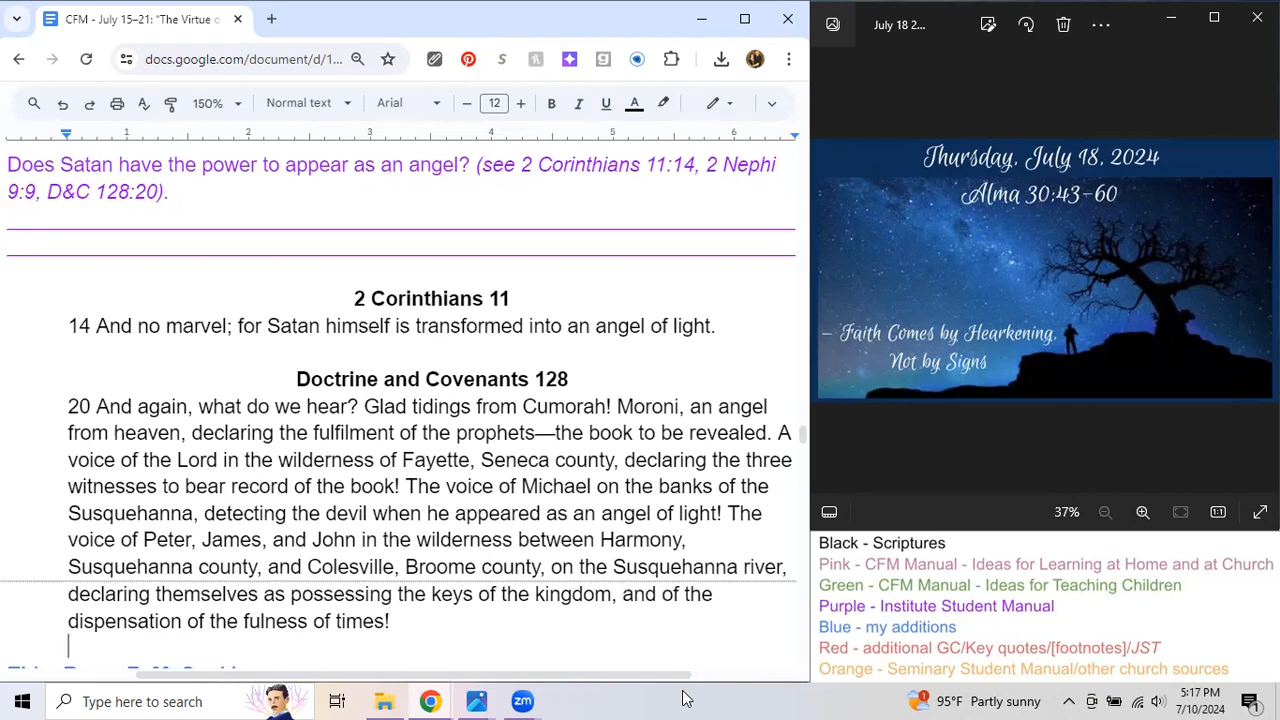 CFM - July 15–21: "The Virtue o
docs.google.com/document/d/1...
150%
Normal text
Arial
12
1
2
3
4
5
6
Does Satan have the power to appear as an angel? (see 2 Corinthians 11:14, 2 Nephi
9:9, D&C 128:20).
2 Corinthians 11
14 And no marvel; for Satan himself is transformed into an angel of light.
Doctrine and Covenants 128
20 And again, what do we hear? Glad tidings from Cumorah! Moroni, an angel
from heaven, declaring the fulfilment of the prophets—the book to be revealed. A
voice of the Lord in the wilderness of Fayette, Seneca county, declaring the three
witnesses to bear record of the book! The voice of Michael on the banks of the
Susquehanna, detecting the devil when he appeared as an angel of light! The
voice of Peter, James, and John in the wilderness between Harmony,
Susquehanna county, and Colesville, Broome county, on the Susquehanna river,
declaring themselves as possessing the keys of the kingdom, and of the
dispensation of the fulness of times!
July 18 2...
Thursday, July 18, 2024
Alma 30:43–60
– Faith Comes by Hearkening,
Not by Signs
37%
1:1
Black - Scriptures
Pink - CFM Manual - Ideas for Learning at Home and at Church
Green - CFM Manual - Ideas for Teaching Children
Purple - Institute Student Manual
Blue - my additions
Red - additional GC/Key quotes/[footnotes]/JST
Orange - Seminary Student Manual/other church sources
Type here to search
zm
1
95°F Partly sunny
5:17 PM
7/10/2024
1